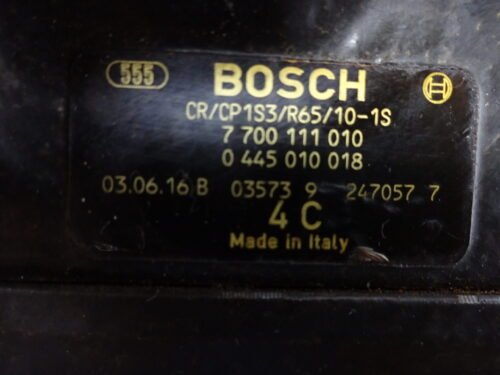 555 BOSCH
CR/CP1S3/R65/10-1S
7 700 111 010
0 445 010 018
03.06.16 B 03573 9 247057 7
4 C
Made in Italy